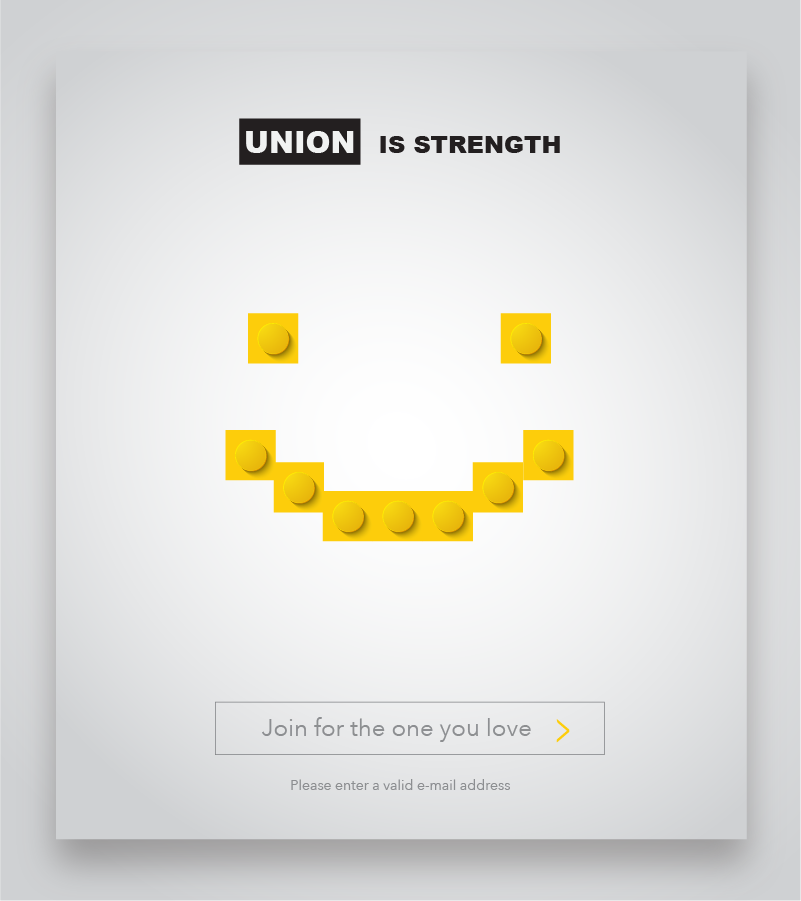 UNION IS STRENGTH
Join for the one you love
Please enter a valid e-mail address